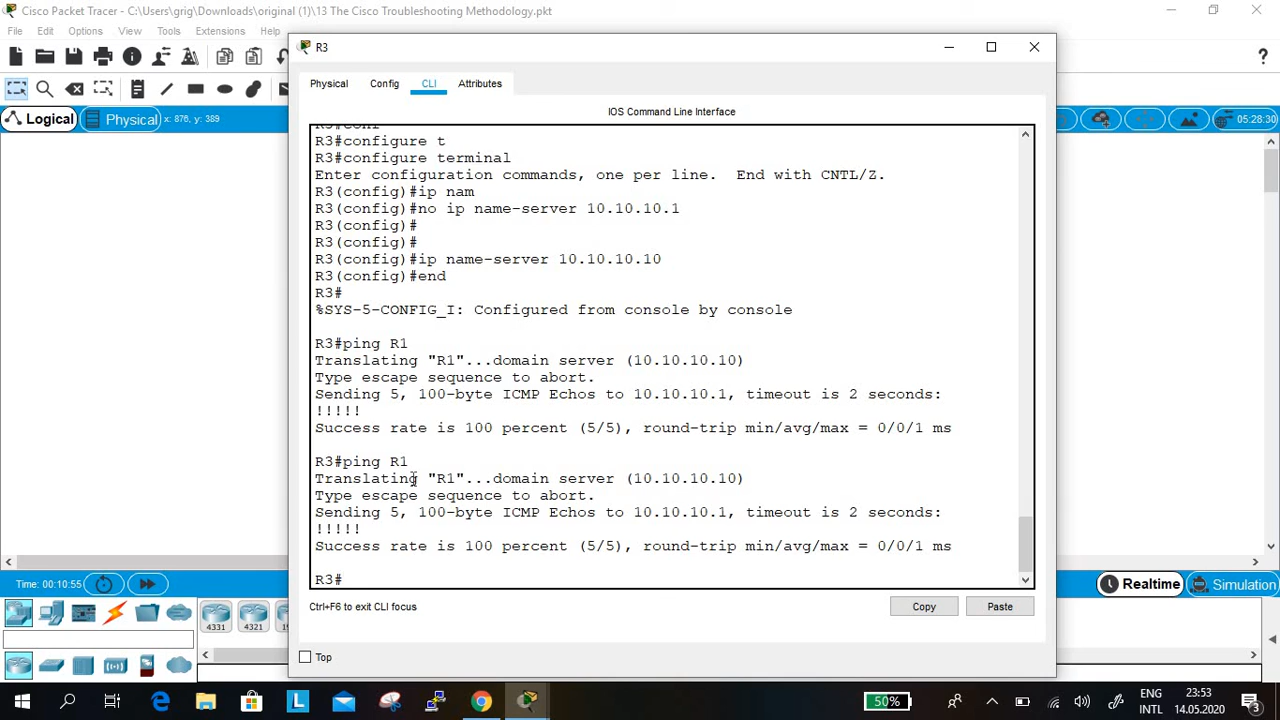 Cisco Packet Tracer - C:\Users\grig\Downloads\original (1)\13 The Cisco Troubleshooting Methodology.pkt
File Edit Options View Tools Extensions Help
Logical Physical x: 876, y: 389
05:28:30
R3
Physical Config CLI Attributes
IOS Command Line Interface
R3#configure t
R3#configure terminal
Enter configuration commands, one per line.  End with CNTL/Z.
R3(config)#ip nam
R3(config)#no ip name-server 10.10.10.1
R3(config)#
R3(config)#
R3(config)#ip name-server 10.10.10.10
R3(config)#end
R3#
%SYS-5-CONFIG_I: Configured from console by console
R3#ping R1
Translating "R1"...domain server (10.10.10.10)
Type escape sequence to abort.
Sending 5, 100-byte ICMP Echos to 10.10.10.1, timeout is 2 seconds:
!!!!!
Success rate is 100 percent (5/5), round-trip min/avg/max = 0/0/1 ms
R3#ping R1
Translating "R1"...domain server (10.10.10.10)
Type escape sequence to abort.
Sending 5, 100-byte ICMP Echos to 10.10.10.1, timeout is 2 seconds:
!!!!!
Success rate is 100 percent (5/5), round-trip min/avg/max = 0/0/1 ms
R3#
Ctrl+F6 to exit CLI focus
Copy Paste
Top
Time: 00:10:55
Realtime Simulation
4331 4321
50%
ENG
INTL
23:53
14.05.2020
3